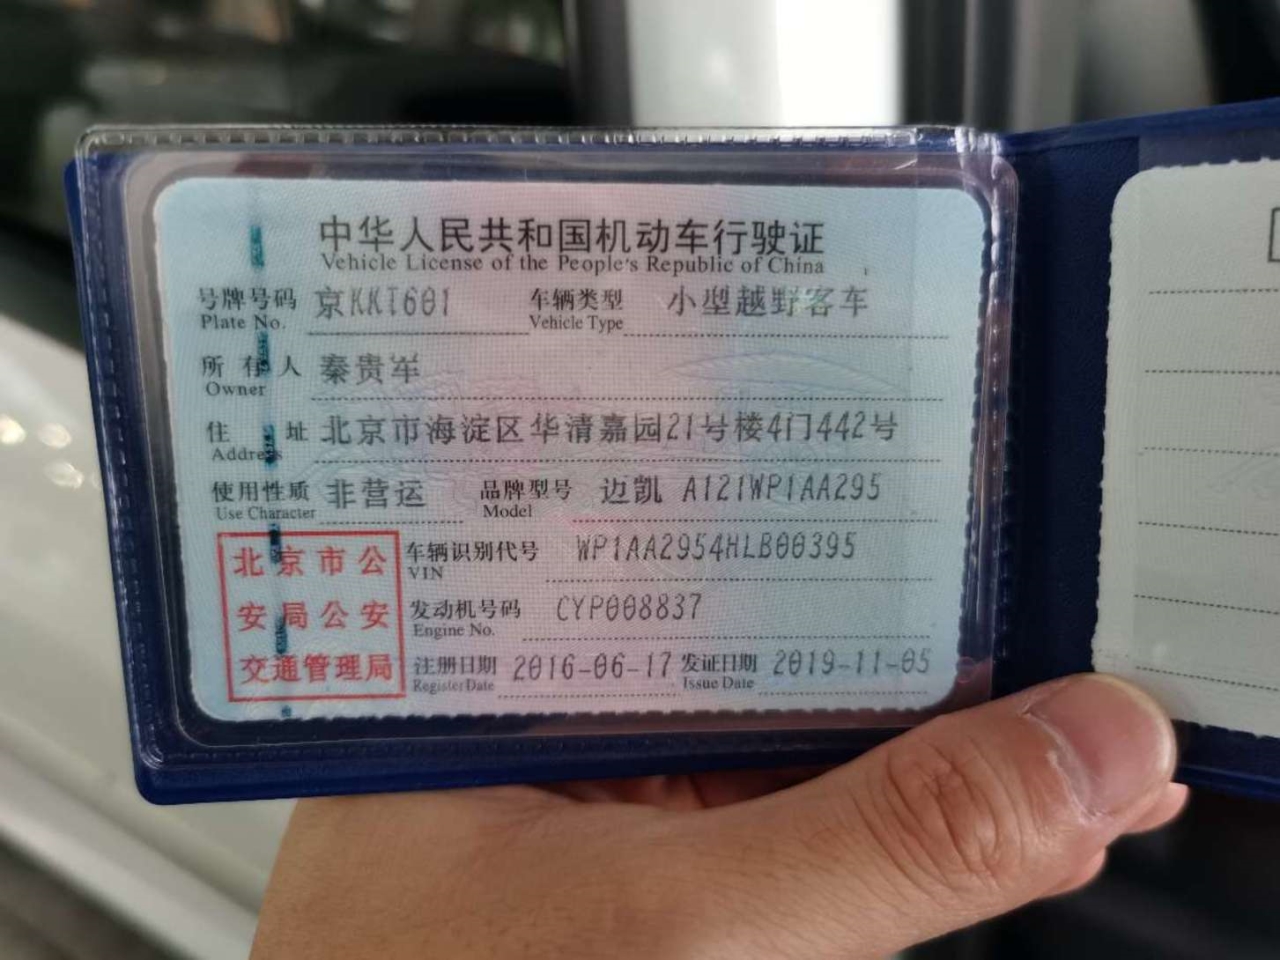 中华人民共和国机动车行驶证
Vehicle License of the People's Republic of China
号牌号码 京KKT601 车辆类型 小型越野客车
Plate No. Vehicle Type
所有人 秦贵军
Owner
住址 北京市海淀区华清嘉园21号楼4门442号
Address
使用性质 非营运 品牌型号 迈凯 A121WP1AA295
Use Character Model
北京市公
安局公安
交通管理局
车辆识别代号 WP1AA2954HLB00395
VIN
发动机号码 CYP008837
Engine No.
注册日期 2016-06-17 发证日期 2019-11-05
Register Date Issue Date